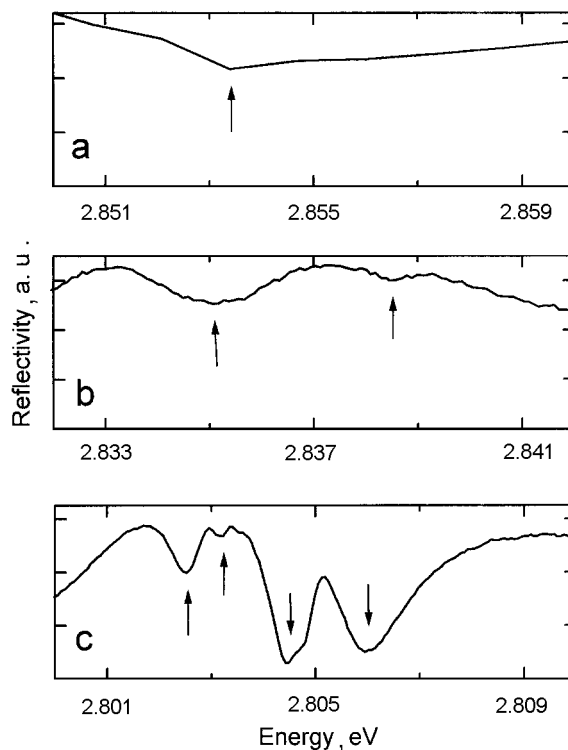 a
2.851 2.855 2.859
Reflectivity, a. u.
b
2.833 2.837 2.841
c
2.801 2.805 2.809
Energy, eV